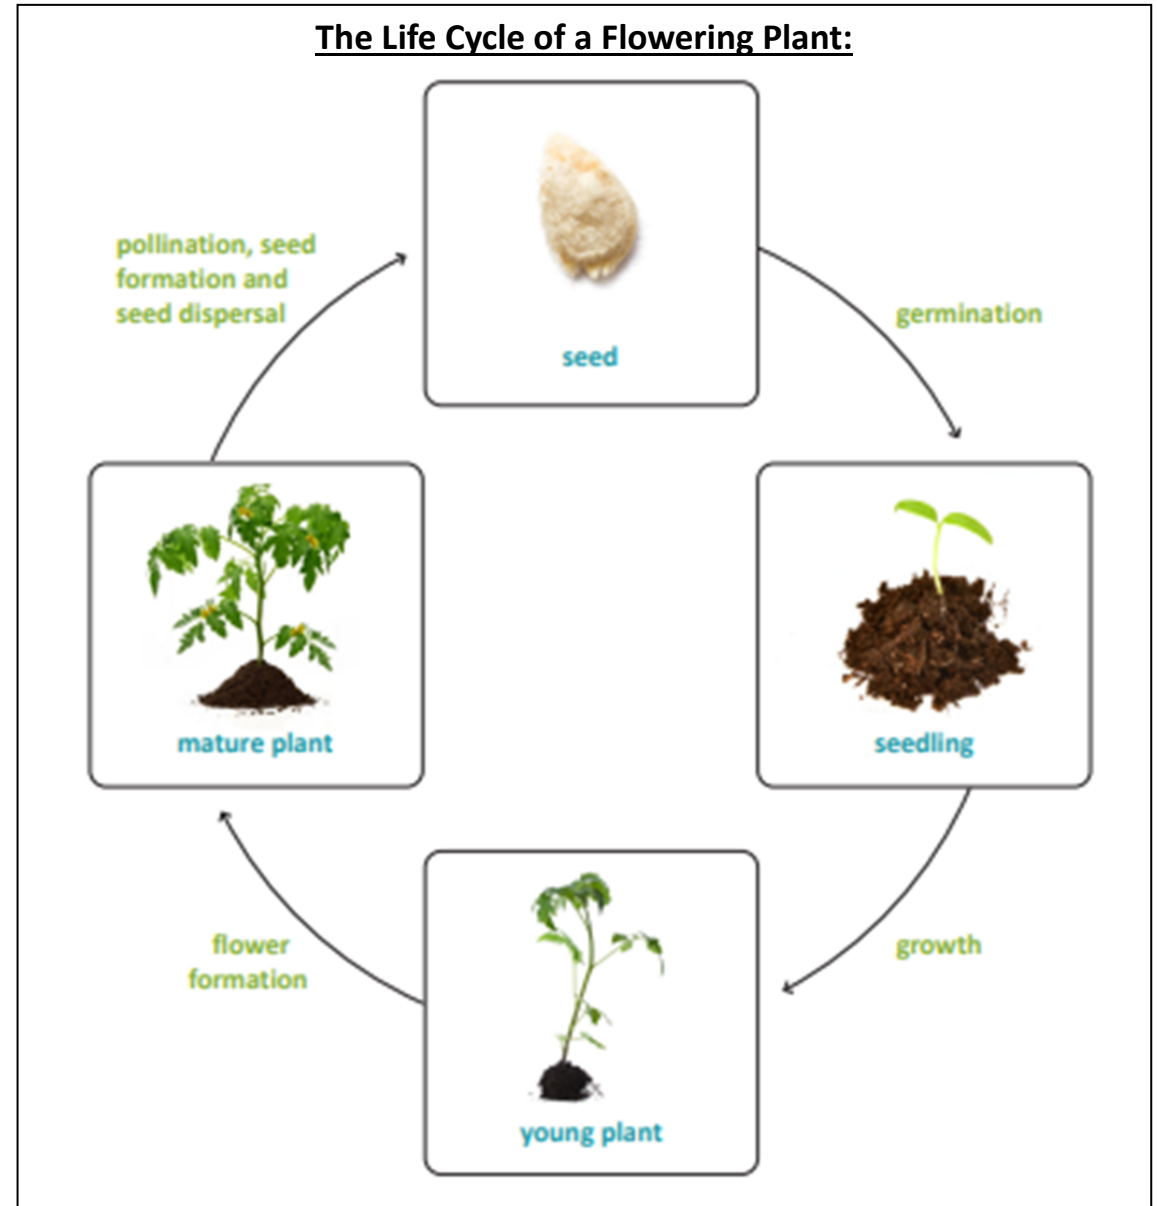 The Life Cycle of a Flowering Plant:
seed
germination
seedling
growth
young plant
flower
formation
mature plant
pollination, seed
formation and
seed dispersal